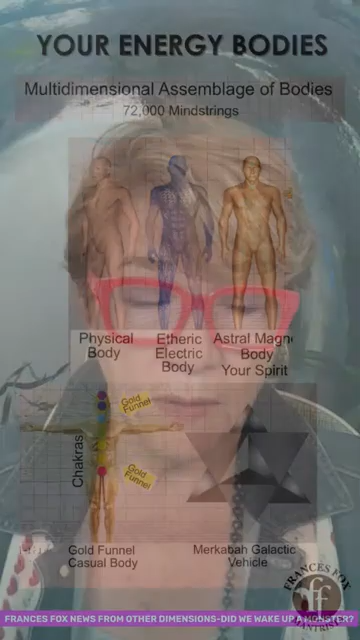 YOUR ENERGY BODIES
Multidimensional Assemblage of Bodies
72,000 Mindstrings
Physical
Body
Etheric
Electric
Body
Astral Magn
Body
Your Spirit
Chakras
Gold
Funnel
Gold
Funnel
Gold Funnel
Casual Body
Merkabah Galactic
Vehicle
FRANCES FOX
ff
FRANCES FOX NEWS FROM OTHER DIMENSIONS-DID WE WAKE UP A MONSTER?